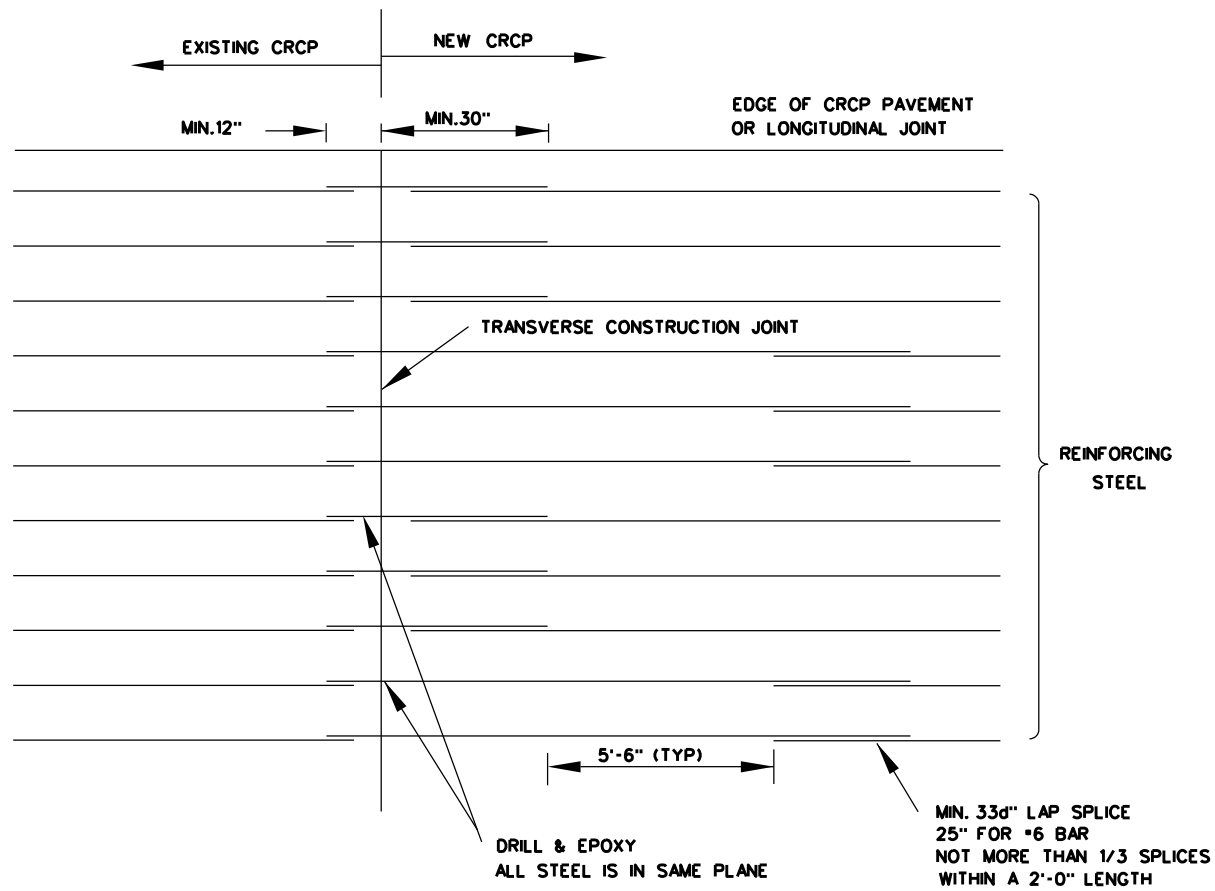 EXISTING CRCP
NEW CRCP
MIN.12"
MIN.30"
EDGE OF CRCP PAVEMENT
OR LONGITUDINAL JOINT
TRANSVERSE CONSTRUCTION JOINT
REINFORCING
STEEL
5'-6" (TYP)
DRILL & EPOXY
ALL STEEL IS IN SAME PLANE
MIN. 33d" LAP SPLICE
25" FOR #6 BAR
NOT MORE THAN 1/3 SPLICES
WITHIN A 2'-0" LENGTH